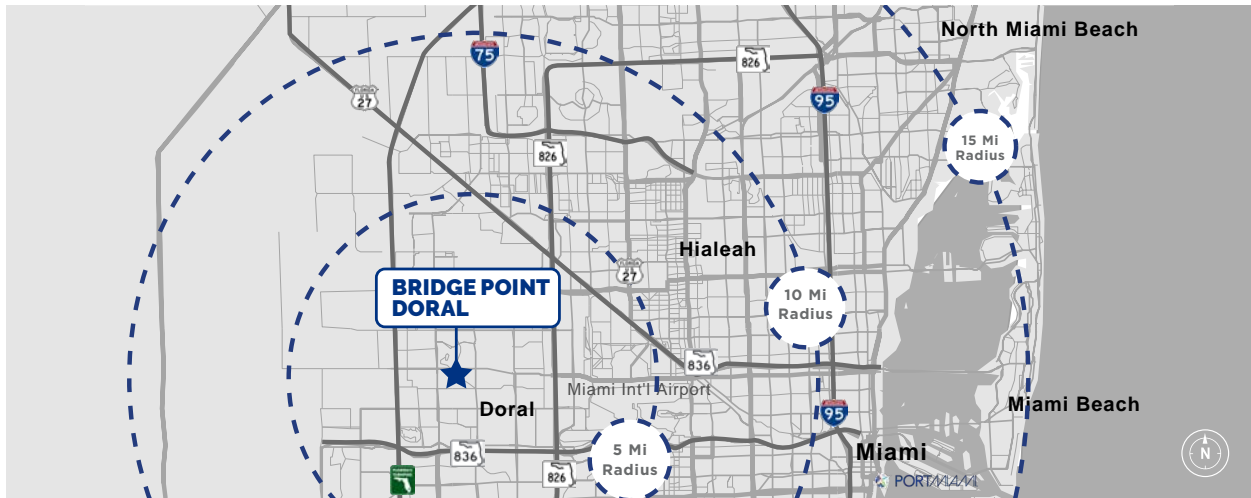 North Miami Beach
75
826
27
95
15 Mi
Radius
826
Hialeah
27
BRIDGE POINT
DORAL
10 Mi
Radius
836
Miami Int'l Airport
Doral
95
Miami Beach
836
5 Mi
Radius
826
Miami
PORTMIAMI
N